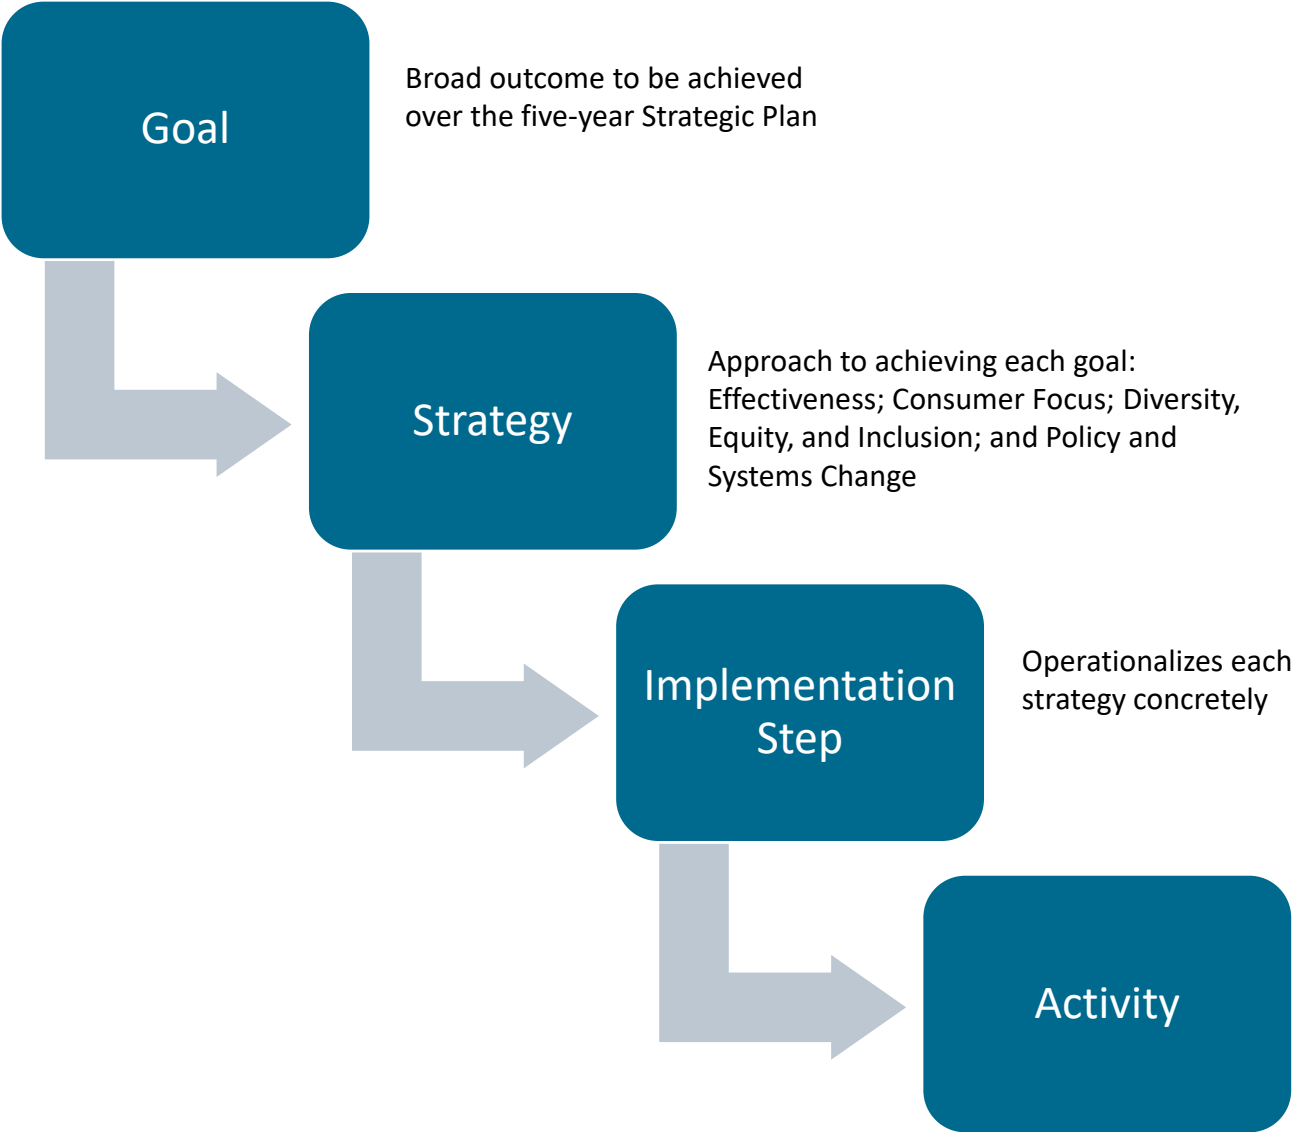 Goal
Broad outcome to be achieved
over the five-year Strategic Plan
Strategy
Approach to achieving each goal:
Effectiveness; Consumer Focus; Diversity,
Equity, and Inclusion; and Policy and
Systems Change
Implementation
Step
Operationalizes each
strategy concretely
Activity